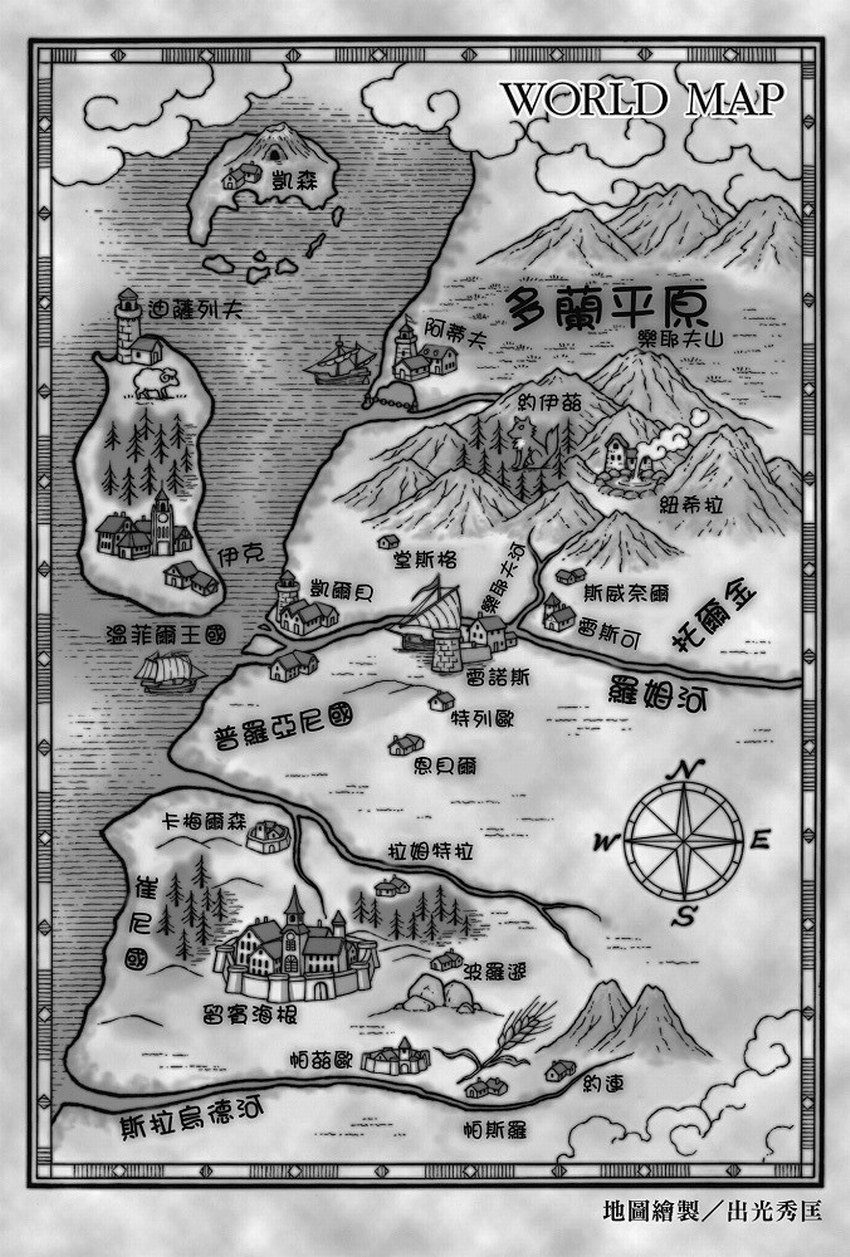 WORLD MAP
凱森
迪薩列夫
阿蒂夫
多蘭平原
樂耶夫山
約伊茲
紐希拉
伊克
堂斯格
樂耶夫河
斯威奈爾
凱爾貝
雷斯可
托爾金
溫菲爾王國
雷諾斯
羅姆河
特列歐
普羅亞尼國
恩貝爾
N
W
E
S
卡梅爾森
拉姆特拉
崔尼國
波羅遜
留賓海根
帕茲歐
約連
斯拉烏德河
帕斯羅
地圖繪製／出光秀匡